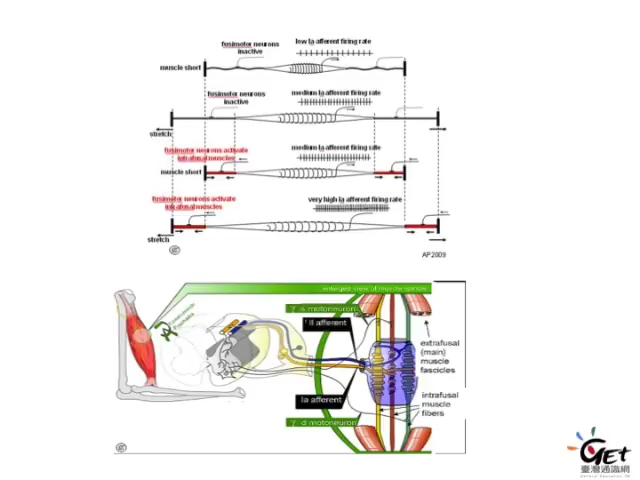 fusimotor neurons
inactive
low Ia afferent firing rate
muscle short
fusimotor neurons
inactive
medium Ia afferent firing rate
stretch
fusimotor neurons activate
intrafusal muscles
medium Ia afferent firing rate
muscle short
fusimotor neurons activate
intrafusal muscles
very high Ia afferent firing rate
stretch
AP2009
enlarged view of muscle spindle
γ -s motoneuron
II afferent
extrafusal
(main)
muscle
fascicles
Ia afferent
intrafusal
muscle
fibers
γ -d motoneuron
GET
臺灣通識網